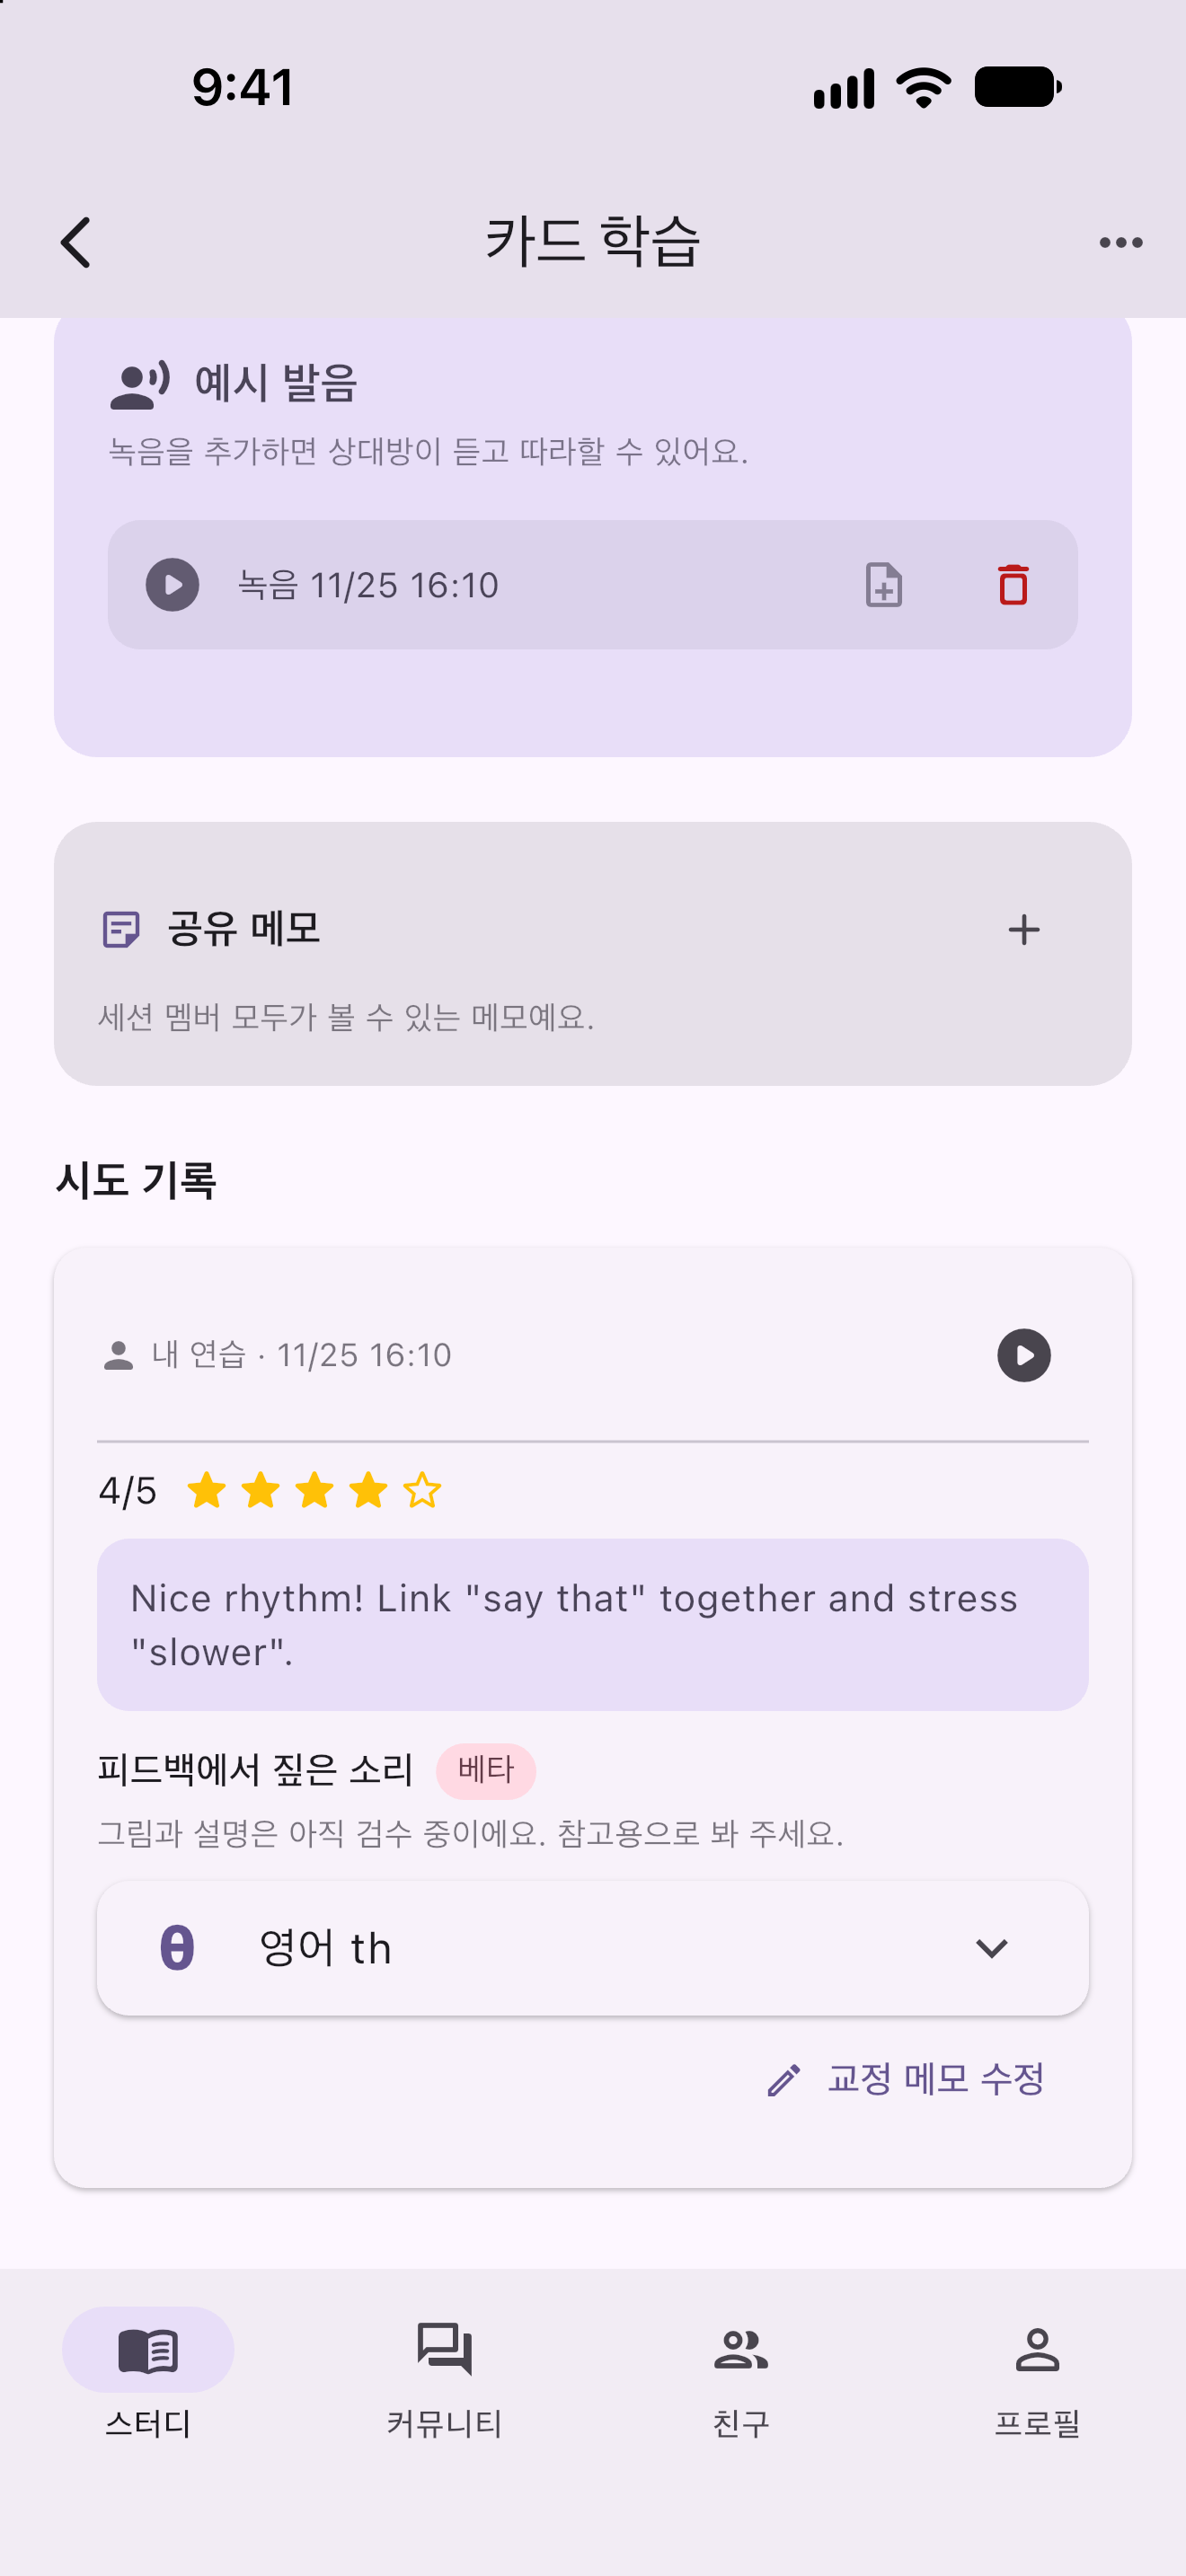 9:41
카드 학습
예시 발음
녹음을 추가하면 상대방이 듣고 따라할 수 있어요.
녹음 11/25 16:10
공유 메모
세션 멤버 모두가 볼 수 있는 메모예요.
시도 기록
내 연습 · 11/25 16:10
4/5
Nice rhythm! Link "say that" together and stress
"slower".
피드백에서 짚은 소리 베타
그림과 설명은 아직 검수 중이에요. 참고용으로 봐 주세요.
θ 영어 th
교정 메모 수정
스터디 커뮤니티 친구 프로필